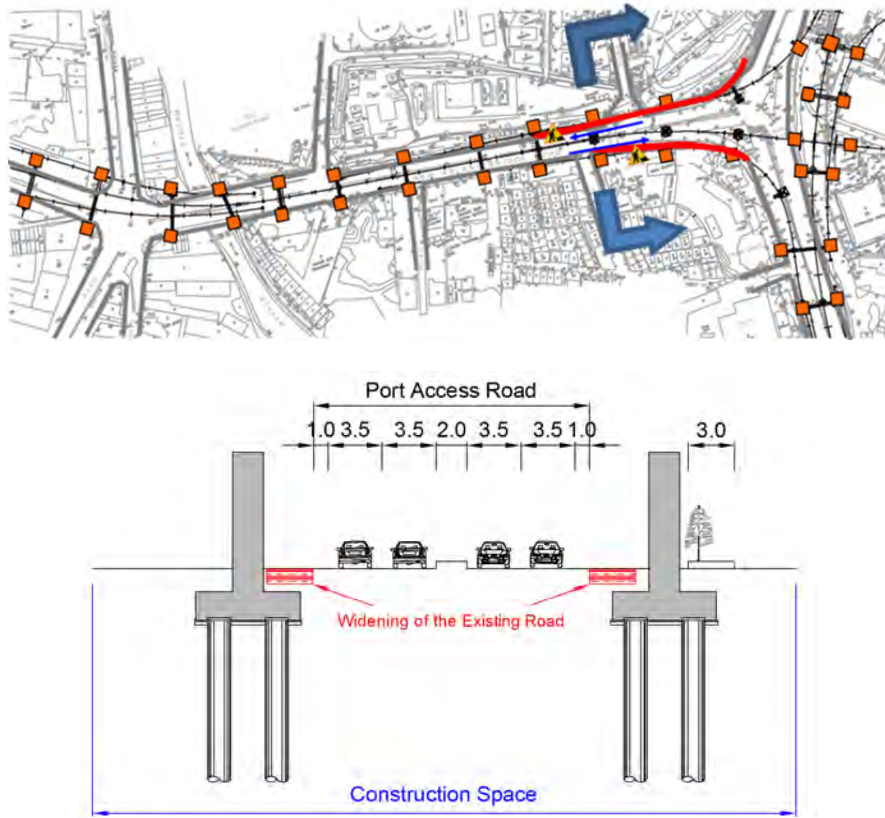 Port Access Road
1.0 3.5 3.5 2.0 3.5 3.5 1.0 3.0
Widening of the Existing Road
Construction Space